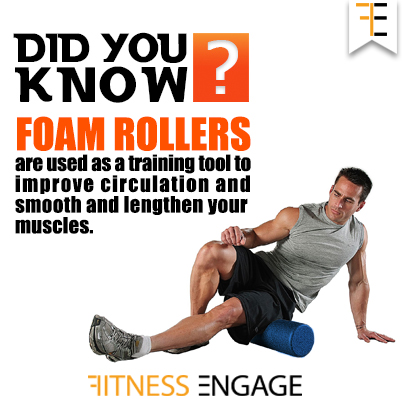 DID YOU
KNOW ?
FOAM ROLLERS
are used as a training tool to
improve circulation and
smooth and lengthen your
muscles.
FE
FITNESS ENGAGE